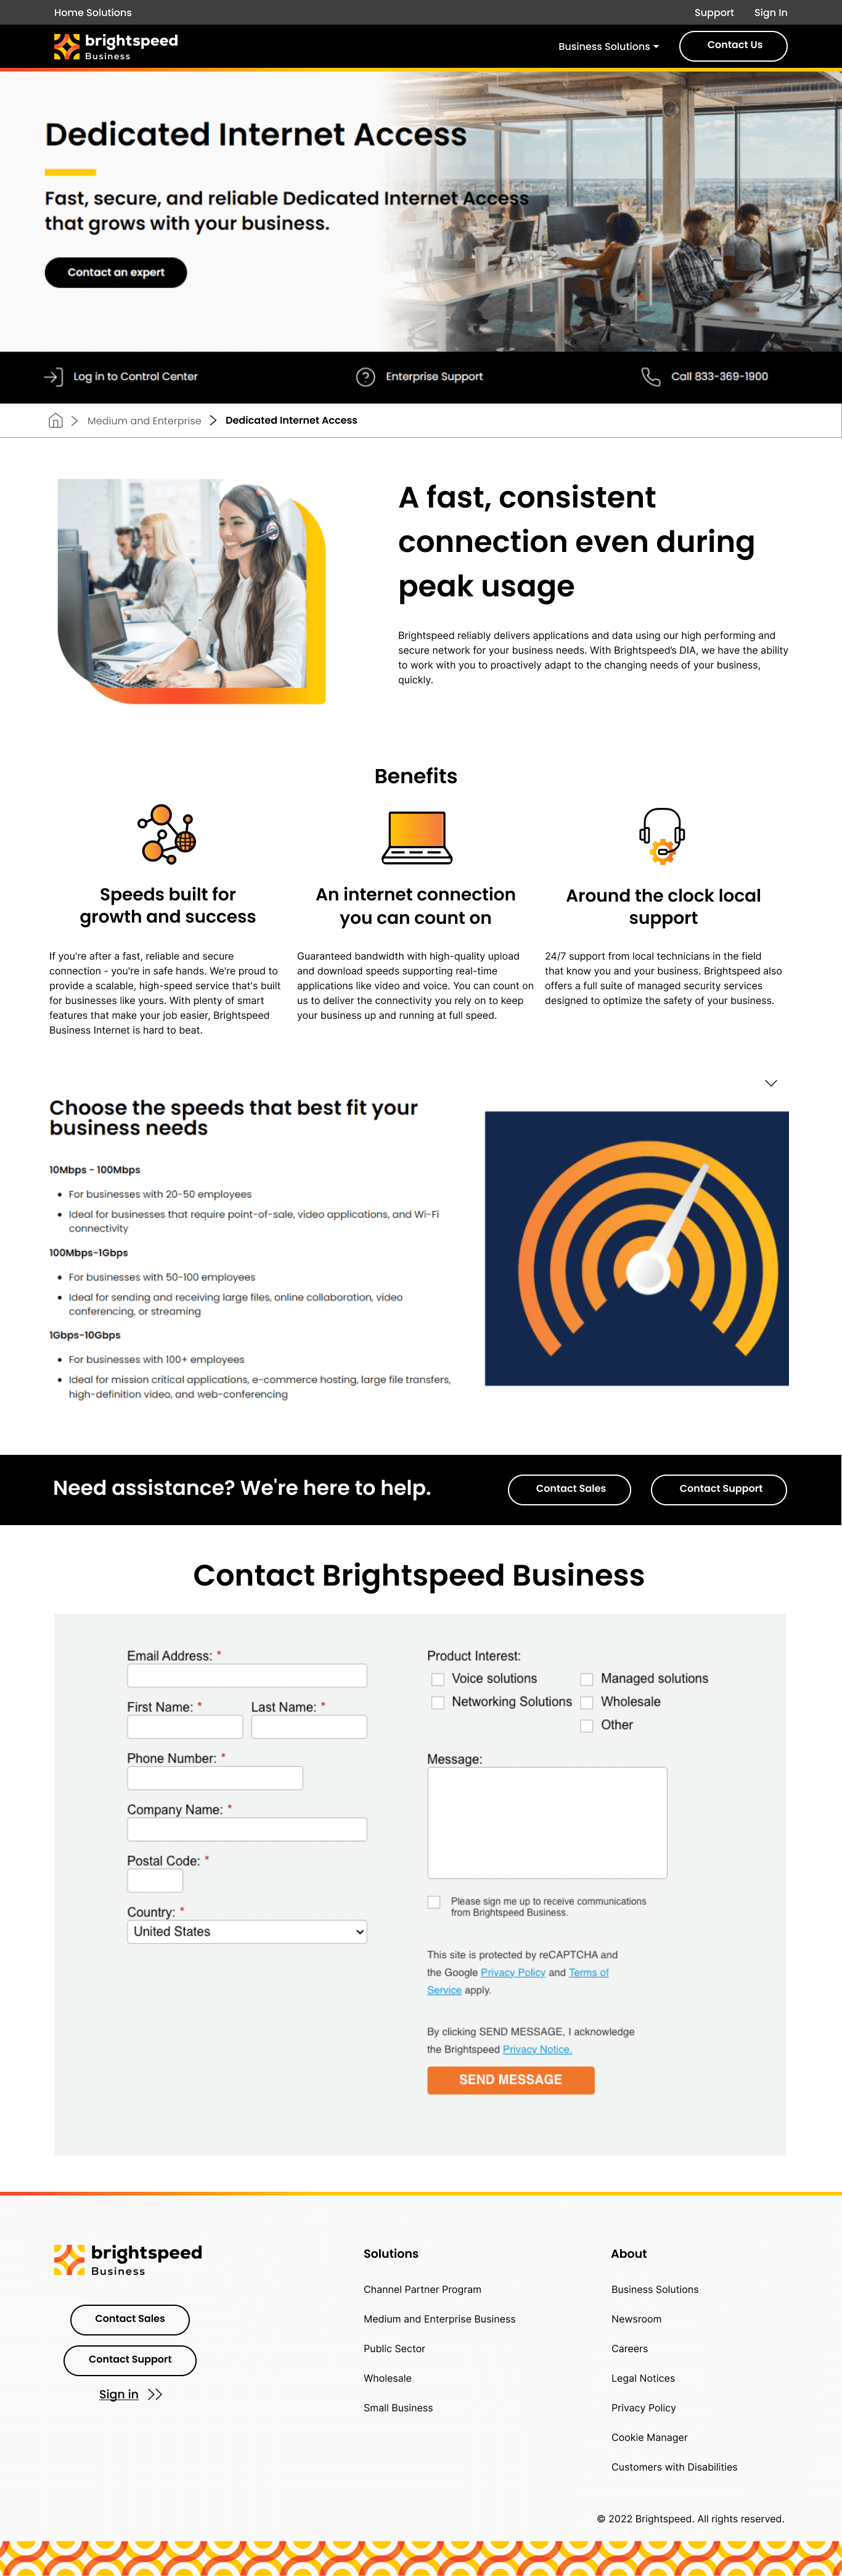 Home Solutions
Support
Sign In
brightspeed
Business
Business Solutions
Contact Us
Dedicated Internet Access
Fast, secure, and reliable Dedicated Internet Access
that grows with your business.
Contact an expert
Log in to Control Center
Enterprise Support
Call 833-369-1900
Medium and Enterprise
Dedicated Internet Access
A fast, consistent
connection even during
peak usage
Brightspeed reliably delivers applications and data using our high performing and
secure network for your business needs. With Brightspeed's DIA, we have the ability
to work with you to proactively adapt to the changing needs of your business,
quickly.
Benefits
Speeds built for
growth and success
If you're after a fast, reliable and secure
connection - you're in safe hands. We're proud to
provide a scalable, high-speed service that's built
for businesses like yours. With plenty of smart
features that make your job easier, Brightspeed
Business Internet is hard to beat.
An internet connection
you can count on
Guaranteed bandwidth with high-quality upload
and download speeds supporting real-time
applications like video and voice. You can count on
us to deliver the connectivity you rely on to keep
your business up and running at full speed.
Around the clock local
support
24/7 support from local technicians in the field
that know you and your business. Brightspeed also
offers a full suite of managed security services
designed to optimize the safety of your business.
Choose the speeds that best fit your
business needs
10Mbps - 100Mbps
• For businesses with 20-50 employees
• Ideal for businesses that require point-of-sale, video applications, and Wi-Fi
connectivity
100Mbps-1Gbps
• For businesses with 50-100 employees
• Ideal for sending and receiving large files, online collaboration, video
conferencing, or streaming
1Gbps-10Gbps
• For businesses with 100+ employees
• Ideal for mission critical applications, e-commerce hosting, large file transfers,
high-definition video, and web-conferencing
Need assistance? We're here to help.
Contact Sales
Contact Support
Contact Brightspeed Business
Email Address: *
First Name: *
Last Name: *
Phone Number: *
Company Name: *
Postal Code: *
Country: *
United States
Product Interest:
Voice solutions
Managed solutions
Networking Solutions
Wholesale
Other
Message:
Please sign me up to receive communications
from Brightspeed Business.
This site is protected by reCAPTCHA and
the Google Privacy Policy and Terms of
Service apply.
By clicking SEND MESSAGE, I acknowledge
the Brightspeed Privacy Notice.
SEND MESSAGE
brightspeed
Business
Contact Sales
Contact Support
Sign in
Solutions
Channel Partner Program
Medium and Enterprise Business
Public Sector
Wholesale
Small Business
About
Business Solutions
Newsroom
Careers
Legal Notices
Privacy Policy
Cookie Manager
Customers with Disabilities
© 2022 Brightspeed. All rights reserved.